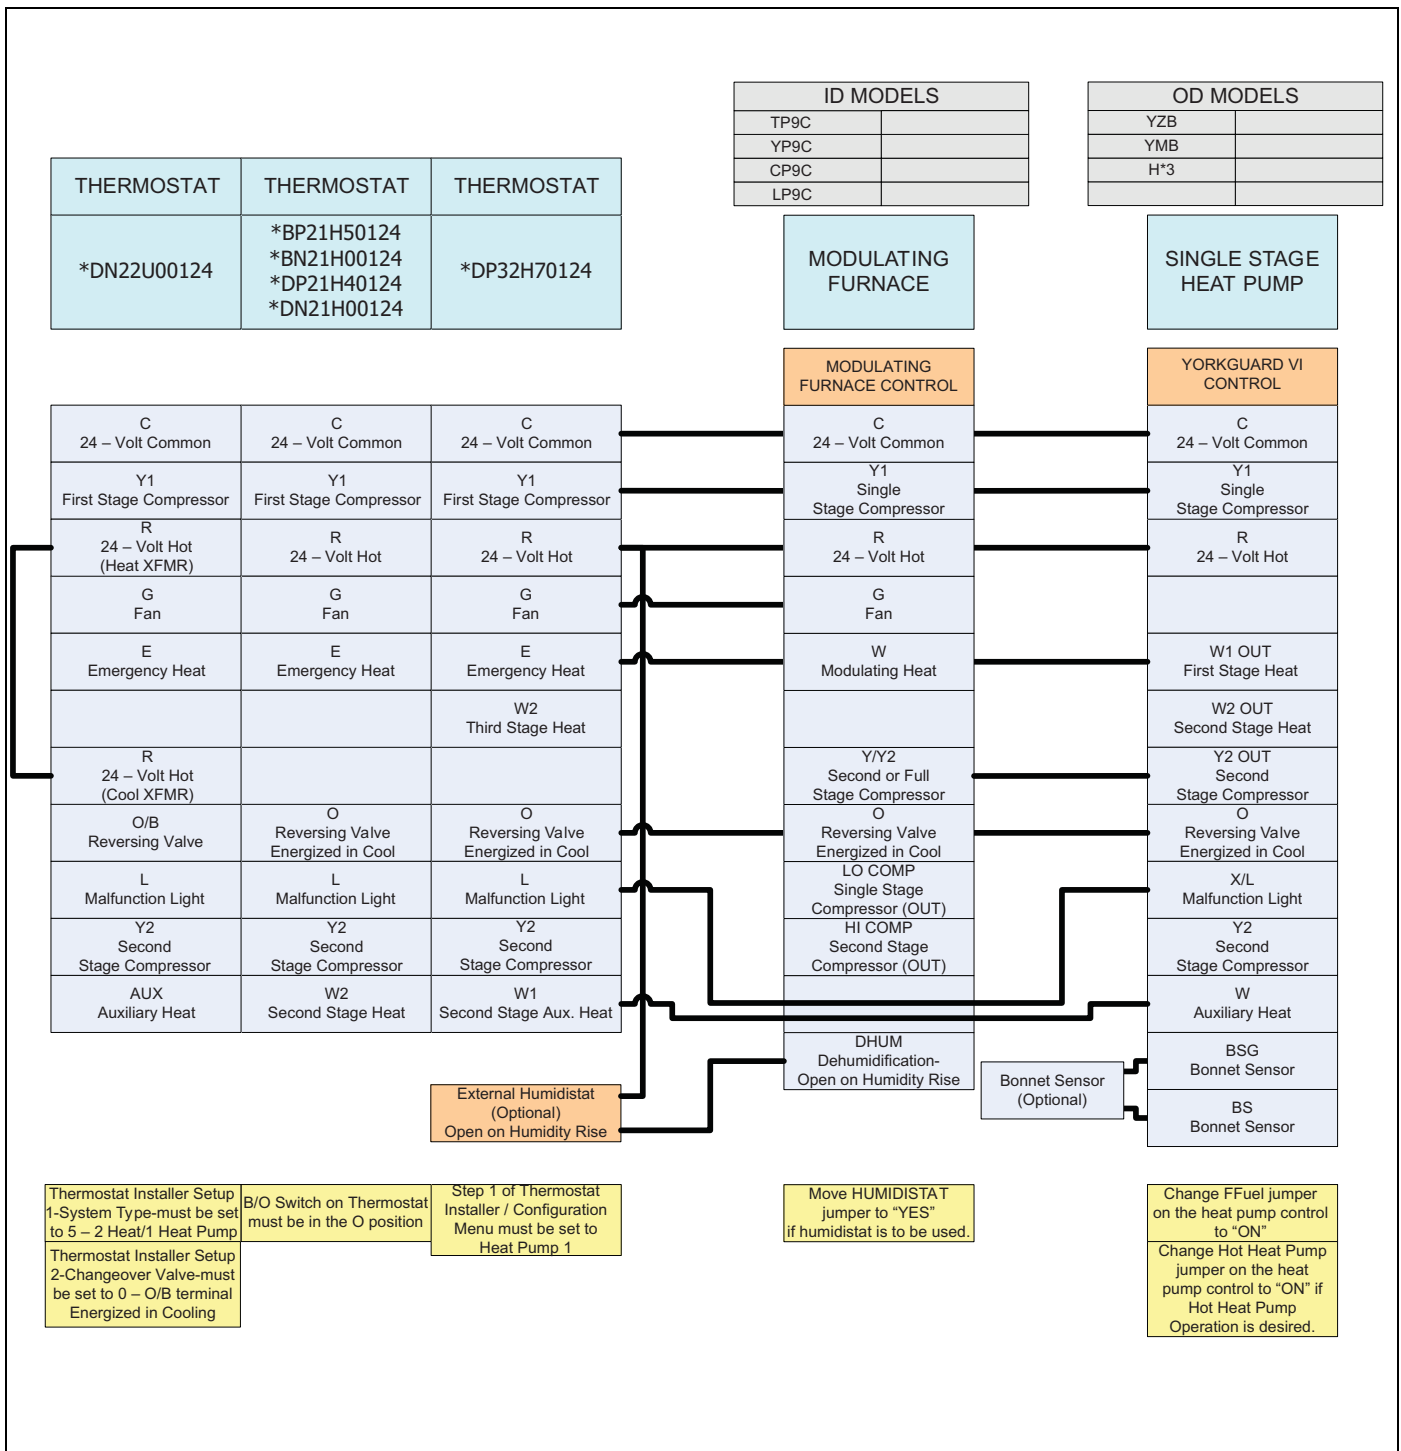 ID MODELS
TP9C
YP9C
CP9C
LP9C
OD MODELS
YZB
YMB
H*3
THERMOSTAT
*DN22U00124
THERMOSTAT
*BP21H50124
*BN21H00124
*DP21H40124
*DN21H00124
THERMOSTAT
*DP32H70124
MODULATING
FURNACE
SINGLE STAGE
HEAT PUMP
MODULATING
FURNACE CONTROL
YORKGUARD VI
CONTROL
C
24 – Volt Common
Y1
First Stage Compressor
R
24 – Volt Hot
(Heat XFMR)
G
Fan
E
Emergency Heat
R
24 – Volt Hot
(Cool XFMR)
O/B
Reversing Valve
L
Malfunction Light
Y2
Second
Stage Compressor
AUX
Auxiliary Heat
C
24 – Volt Common
Y1
First Stage Compressor
R
24 – Volt Hot
G
Fan
E
Emergency Heat
O
Reversing Valve
Energized in Cool
L
Malfunction Light
Y2
Second
Stage Compressor
W2
Second Stage Heat
C
24 – Volt Common
Y1
First Stage Compressor
R
24 – Volt Hot
G
Fan
E
Emergency Heat
W2
Third Stage Heat
O
Reversing Valve
Energized in Cool
L
Malfunction Light
Y2
Second
Stage Compressor
W1
Second Stage Aux. Heat
External Humidistat
(Optional)
Open on Humidity Rise
C
24 – Volt Common
Y1
Single
Stage Compressor
R
24 – Volt Hot
G
Fan
W
Modulating Heat
Y/Y2
Second or Full
Stage Compressor
O
Reversing Valve
Energized in Cool
LO COMP
Single Stage
Compressor (OUT)
HI COMP
Second Stage
Compressor (OUT)
DHUM
Dehumidification-
Open on Humidity Rise
Bonnet Sensor
(Optional)
C
24 – Volt Common
Y1
Single
Stage Compressor
R
24 – Volt Hot
W1 OUT
First Stage Heat
W2 OUT
Second Stage Heat
Y2 OUT
Second
Stage Compressor
O
Reversing Valve
Energized in Cool
X/L
Malfunction Light
Y2
Second
Stage Compressor
W
Auxiliary Heat
BSG
Bonnet Sensor
BS
Bonnet Sensor
Thermostat Installer Setup
1-System Type-must be set
to 5 – 2 Heat/1 Heat Pump
Thermostat Installer Setup
2-Changeover Valve-must
be set to 0 – O/B terminal
Energized in Cooling
B/O Switch on Thermostat
must be in the O position
Step 1 of Thermostat
Installer / Configuration
Menu must be set to
Heat Pump 1
Move HUMIDISTAT
jumper to “YES”
if humidistat is to be used.
Change FFuel jumper
on the heat pump control
to “ON”
Change Hot Heat Pump
jumper on the heat
pump control to “ON” if
Hot Heat Pump
Operation is desired.